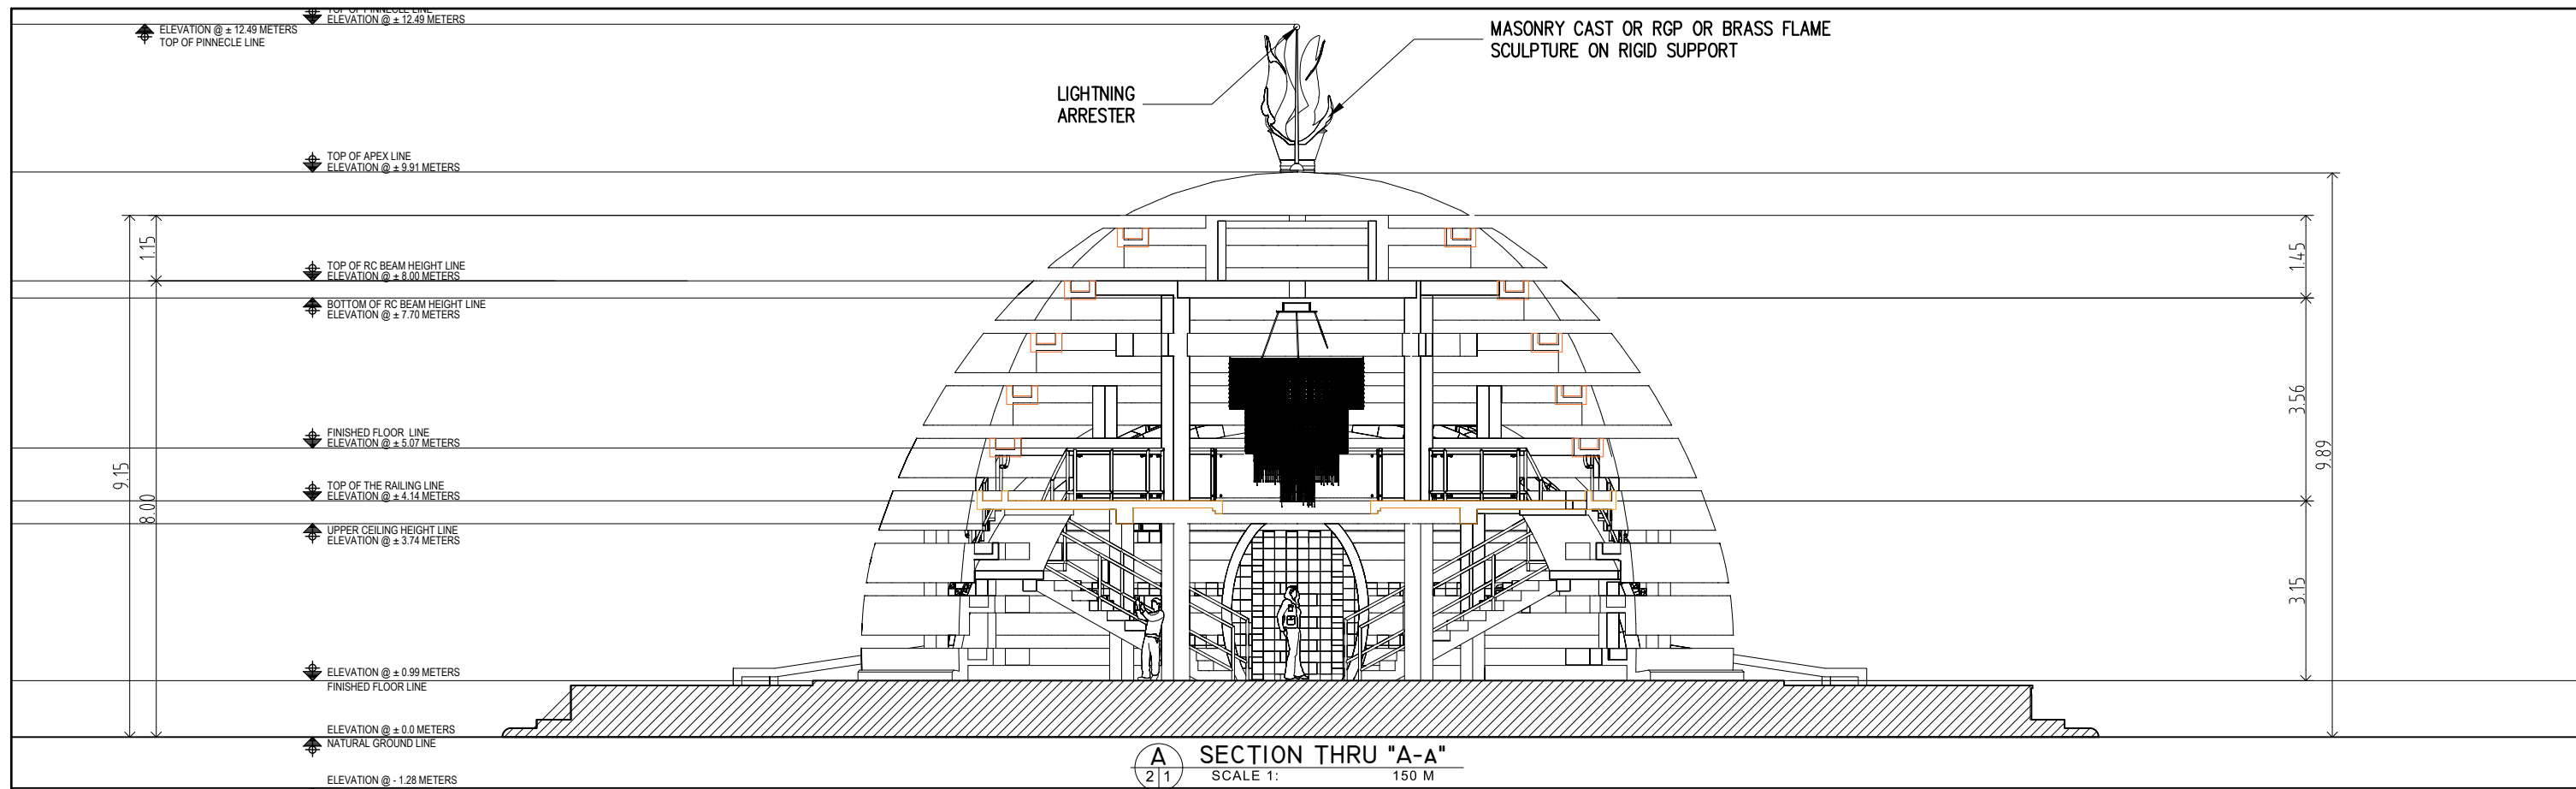 TOP OF PINNECLE LINE
ELEVATION @ ± 12.49 METERS
ELEVATION @ ± 12.49 METERS
TOP OF PINNECLE LINE
MASONRY CAST OR RGP OR BRASS FLAME
SCULPTURE ON RIGID SUPPORT
LIGHTNING
ARRESTER
TOP OF APEX LINE
ELEVATION @ ± 9.91 METERS
1.15
1.45
TOP OF RC BEAM HEIGHT LINE
ELEVATION @ ± 8.00 METERS
BOTTOM OF RC BEAM HEIGHT LINE
ELEVATION @ ± 7.70 METERS
3.56
FINISHED FLOOR LINE
ELEVATION @ ± 5.07 METERS
9.15
9.89
TOP OF THE RAILING LINE
ELEVATION @ ± 4.14 METERS
8.00
UPPER CEILING HEIGHT LINE
ELEVATION @ ± 3.74 METERS
3.15
ELEVATION @ ± 0.99 METERS
FINISHED FLOOR LINE
ELEVATION @ ± 0.0 METERS
NATURAL GROUND LINE
A SECTION THRU "A-A"
2 1 SCALE 1: 150 M
ELEVATION @ - 1.28 METERS